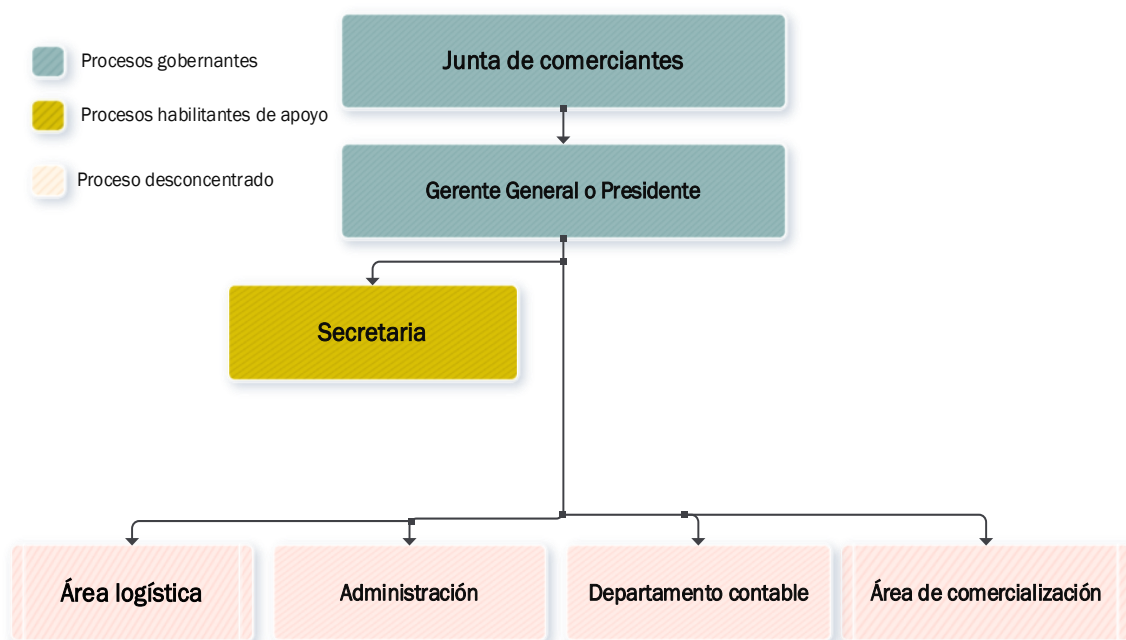 Junta de comerciantes
Procesos gobernantes
Procesos habilitantes de apoyo
Proceso desconcentrado
Gerente General o Presidente
Secretaria
Área logística
Administración
Departamento contable
Área de comercialización